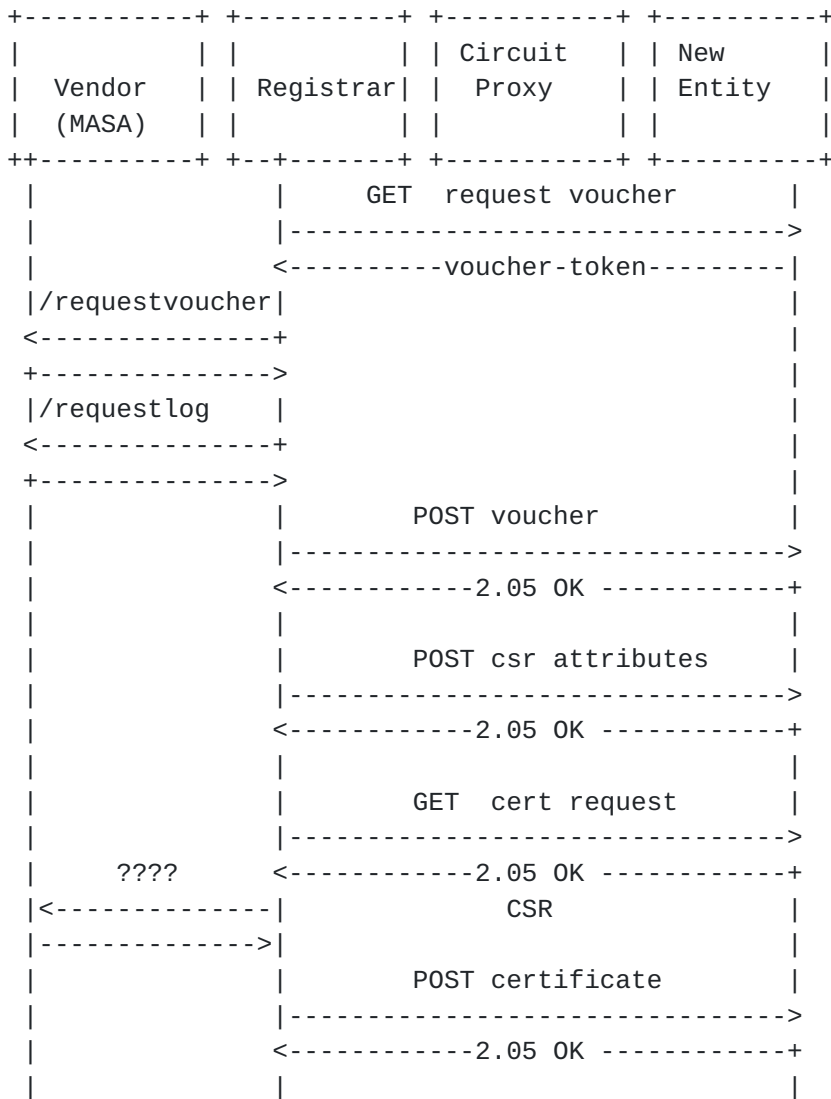 Circuit New
Vendor Registrar Proxy Entity
(MASA)
GET request voucher
voucher-token
/requestvoucher
/requestlog
POST voucher
2.05 OK
POST csr attributes
2.05 OK
GET cert request
???? 2.05 OK
CSR
POST certificate
2.05 OK